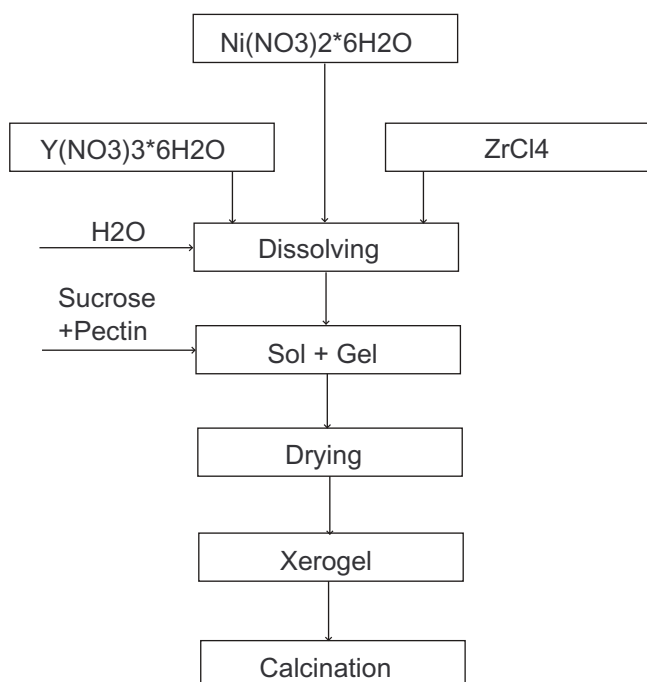 Ni(NO3)2*6H2O
Y(NO3)3*6H2O
ZrCl4
H2O
Dissolving
Sucrose
+Pectin
Sol + Gel
Drying
Xerogel
Calcination